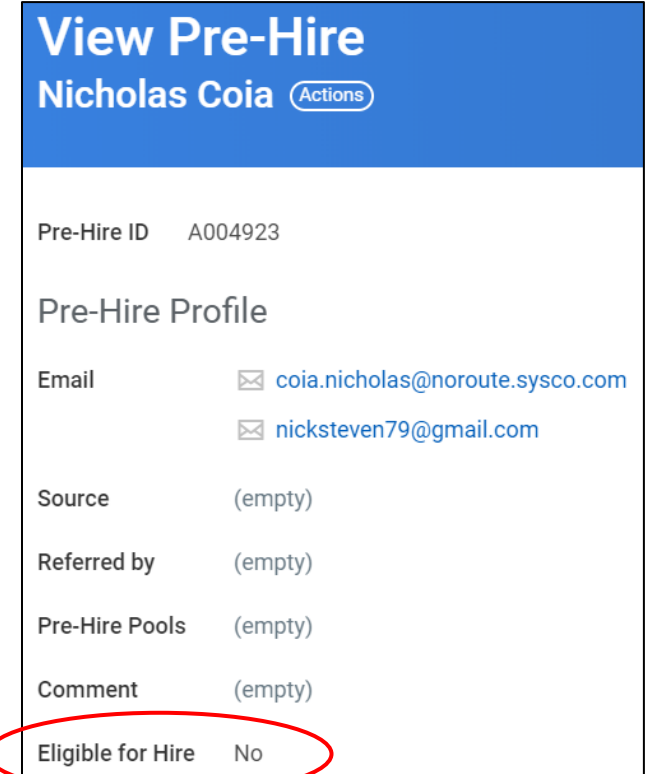 View Pre-Hire
Nicholas Coia Actions
Pre-Hire ID A004923
Pre-Hire Profile
Email coia.nicholas@noroute.sysco.com
nicksteven79@gmail.com
Source (empty)
Referred by (empty)
Pre-Hire Pools (empty)
Comment (empty)
Eligible for Hire No